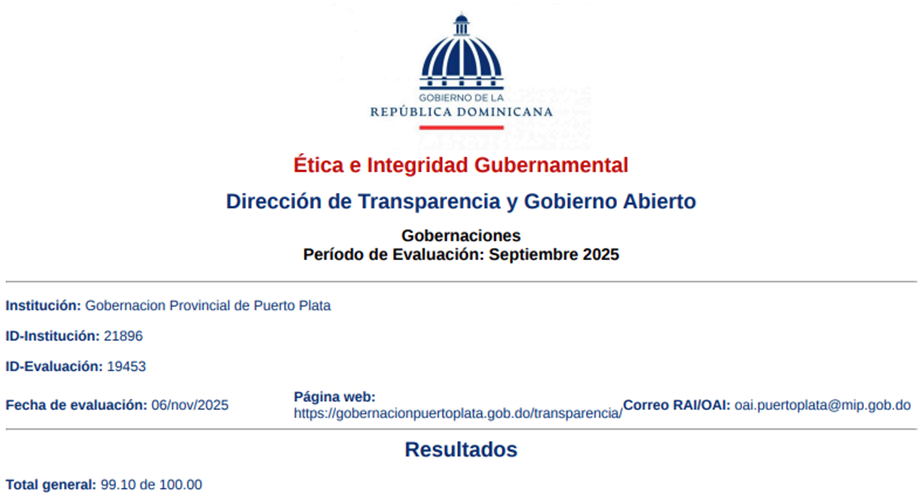 GOBIERNO DE LA
REPÚBLICA DOMINICANA
Ética e Integridad Gubernamental
Dirección de Transparencia y Gobierno Abierto
Gobernaciones
Período de Evaluación: Septiembre 2025
Institución: Gobernacion Provincial de Puerto Plata
ID-Institución: 21896
ID-Evaluación: 19453
Fecha de evaluación: 06/nov/2025
Página web:
https://gobernacionpuertoplata.gob.do/transparencia/
Correo RAI/OAI: oai.puertoplata@mip.gob.do
Resultados
Total general: 99.10 de 100.00